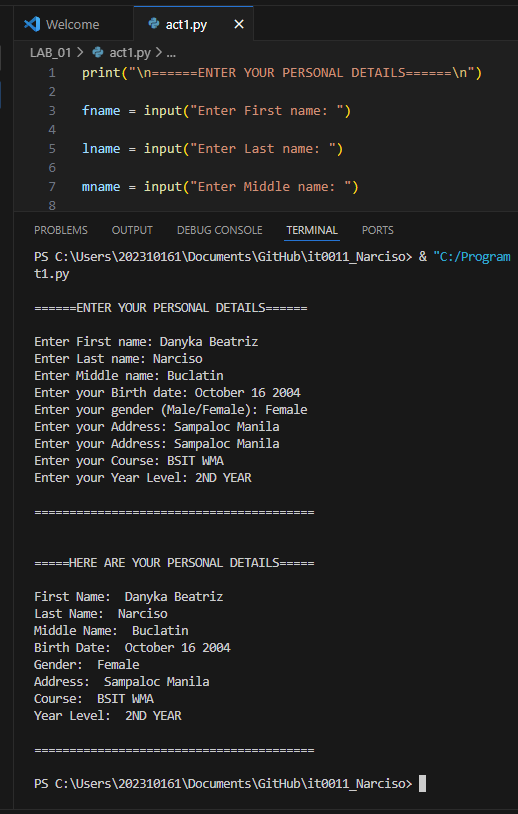 Welcome
act1.py
LAB_01 > act1.py > ...
1 print("\n======ENTER YOUR PERSONAL DETAILS======\n")
2
3 fname = input("Enter First name: ")
4
5 lname = input("Enter Last name: ")
6
7 mname = input("Enter Middle name: ")
8
PROBLEMS OUTPUT DEBUG CONSOLE TERMINAL PORTS
PS C:\Users\202310161\Documents\GitHub\it0011_Narciso> & "C:/Program
t1.py
======ENTER YOUR PERSONAL DETAILS======
Enter First name: Danyka Beatriz
Enter Last name: Narciso
Enter Middle name: Buclatin
Enter your Birth date: October 16 2004
Enter your gender (Male/Female): Female
Enter your Address: Sampaloc Manila
Enter your Address: Sampaloc Manila
Enter your Course: BSIT WMA
Enter your Year Level: 2ND YEAR
========================================
=====HERE ARE YOUR PERSONAL DETAILS=====
First Name:  Danyka Beatriz
Last Name:  Narciso
Middle Name:  Buclatin
Birth Date:  October 16 2004
Gender:  Female
Address:  Sampaloc Manila
Course:  BSIT WMA
Year Level:  2ND YEAR
========================================
PS C:\Users\202310161\Documents\GitHub\it0011_Narciso>